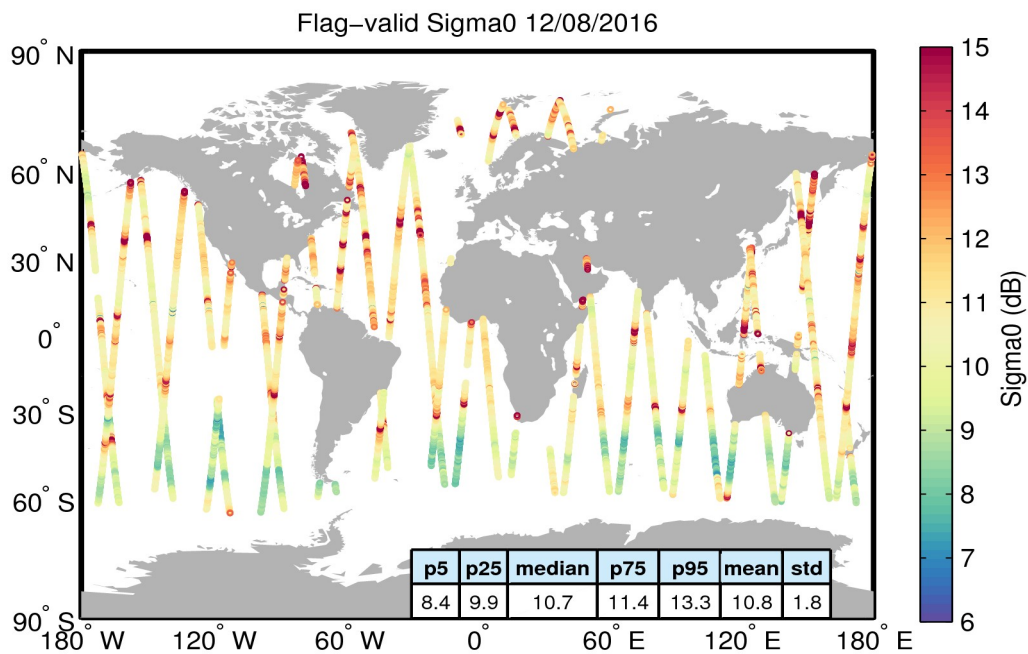 Flag−valid Sigma0 12/08/2016
90° N
60° N
30° N
0°
30° S
60° S
90° S
180° W
120° W
60° W
0°
60° E
120° E
180° E
p5 p25 median p75 p95 mean std
8.4 9.9 10.7 11.4 13.3 10.8 1.8
15
14
13
12
11
10
9
8
7
6
Sigma0 (dB)